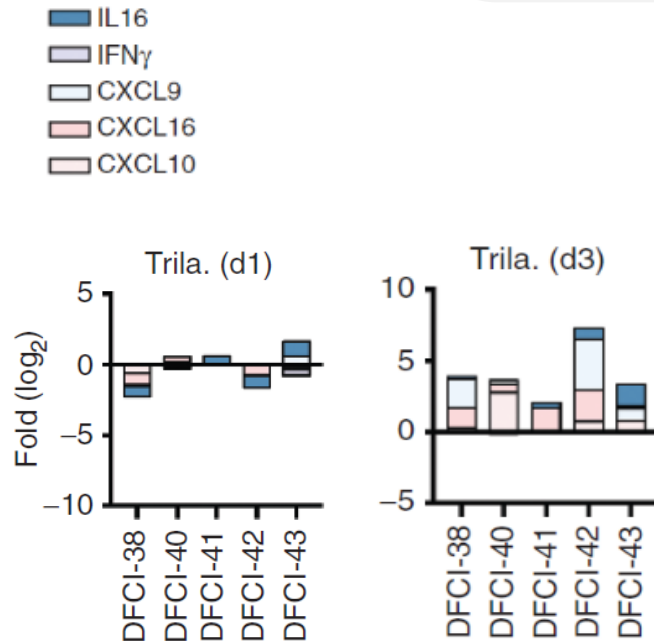 IL16
IFNγ
CXCL9
CXCL16
CXCL10
Trila. (d1)
Fold (log₂)
5
0
−5
−10
DFCI-38
DFCI-40
DFCI-41
DFCI-42
DFCI-43
Trila. (d3)
10
5
0
−5
DFCI-38
DFCI-40
DFCI-41
DFCI-42
DFCI-43